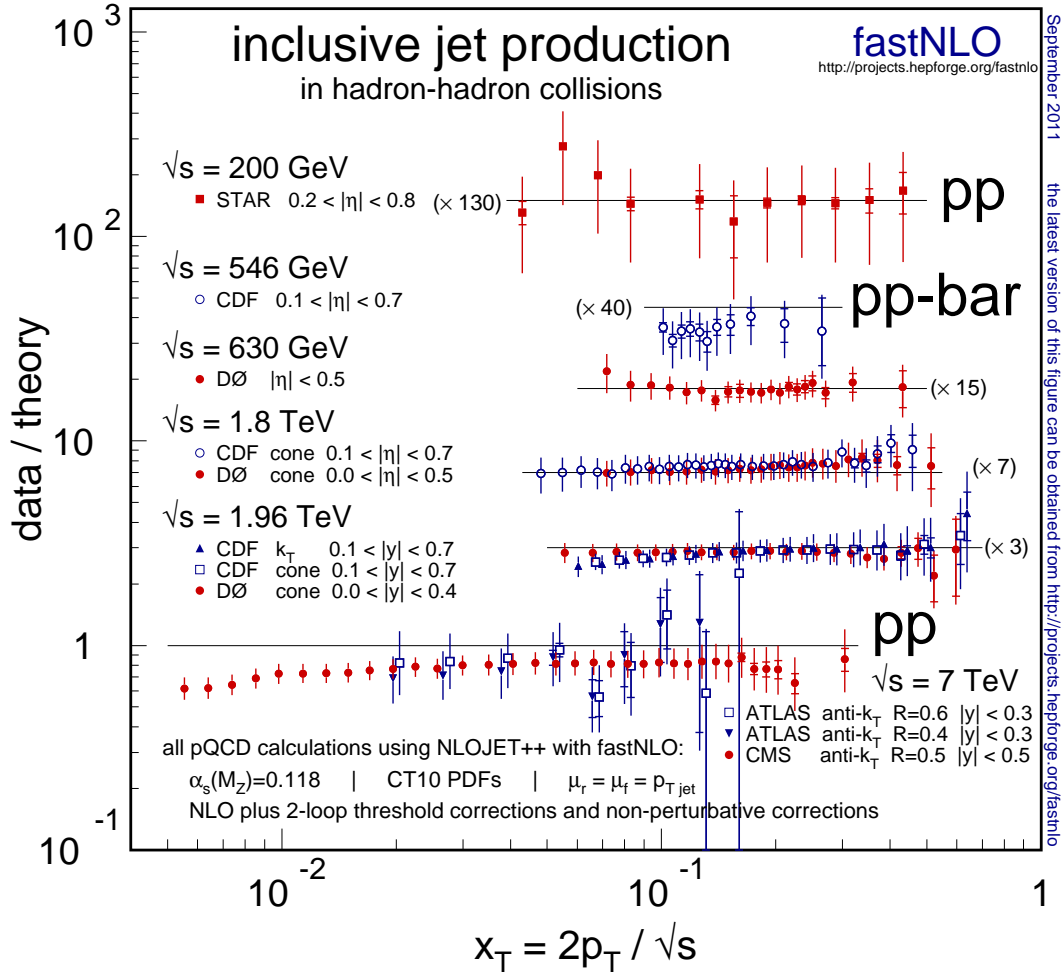 inclusive jet production
in hadron-hadron collisions
fastNLO
http://projects.hepforge.org/fastnlo
September 2011 the latest version of this figure can be obtained from http://projects.hepforge.org/fastnlo
data / theory
10^3
10^2
10
1
10^-1
√s = 200 GeV
STAR 0.2 < |η| < 0.8
(× 130)
pp
√s = 546 GeV
CDF 0.1 < |η| < 0.7
(× 40)
pp-bar
√s = 630 GeV
DØ |η| < 0.5
(× 15)
√s = 1.8 TeV
CDF cone 0.1 < |η| < 0.7
DØ cone 0.0 < |η| < 0.5
(× 7)
√s = 1.96 TeV
CDF k_T 0.1 < |y| < 0.7
CDF cone 0.1 < |y| < 0.7
DØ cone 0.0 < |y| < 0.4
(× 3)
pp
√s = 7 TeV
ATLAS anti-k_T R=0.6 |y| < 0.3
ATLAS anti-k_T R=0.4 |y| < 0.3
CMS anti-k_T R=0.5 |y| < 0.5
all pQCD calculations using NLOJET++ with fastNLO:
α_s(M_Z)=0.118 | CT10 PDFs | μ_r = μ_f = p_T jet
NLO plus 2-loop threshold corrections and non-perturbative corrections
10^-2 10^-1 1
x_T = 2p_T / √s